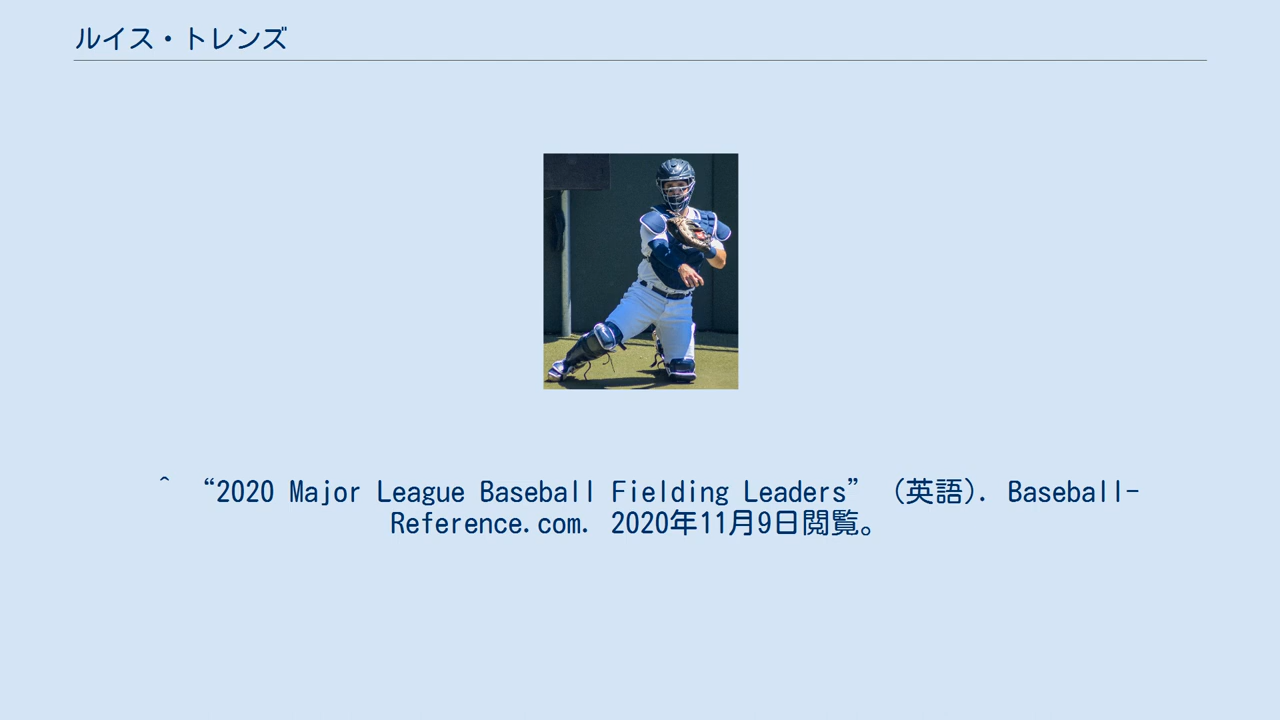 ルイス・トレンズ
^ “2020 Major League Baseball Fielding Leaders” (英語). Baseball-
Reference.com. 2020年11月9日閲覧。